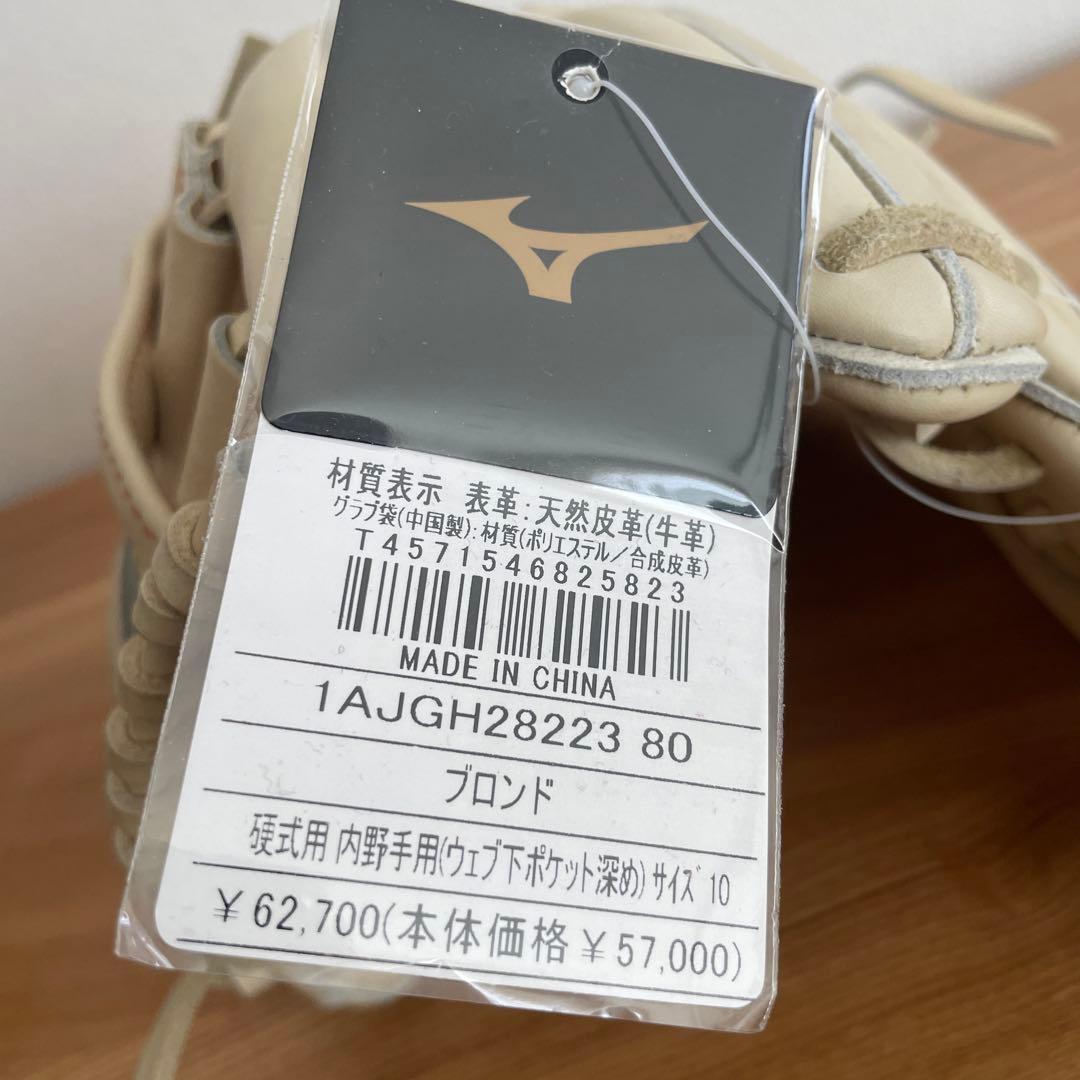 材質表示 表革:天然皮革(牛革)
グラブ袋(中国製):材質(ポリエステル/合成皮革)
T4571546825823
MADE IN CHINA
1AJGH28223 80
ブロンド
硬式用 内野手用(ウェブ下ポケット深め) サイズ 10
¥62,700(本体価格¥57,000)